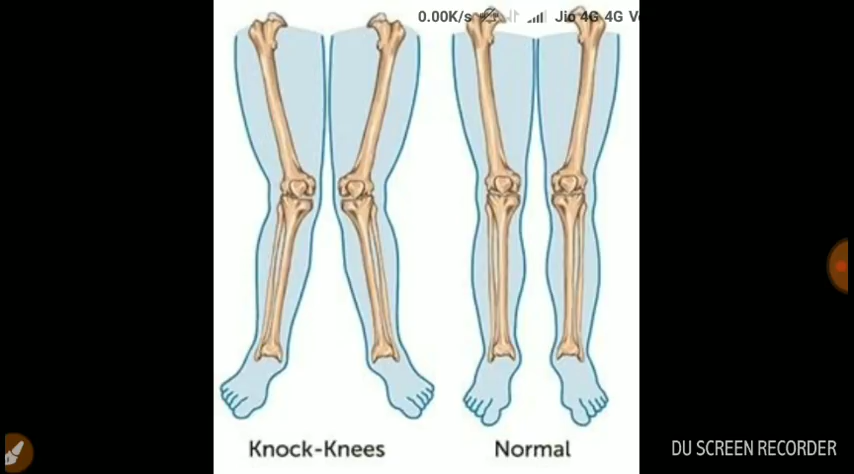 0.00K/s Jio 4G 4G
Knock-Knees
Normal
DU SCREEN RECORDER